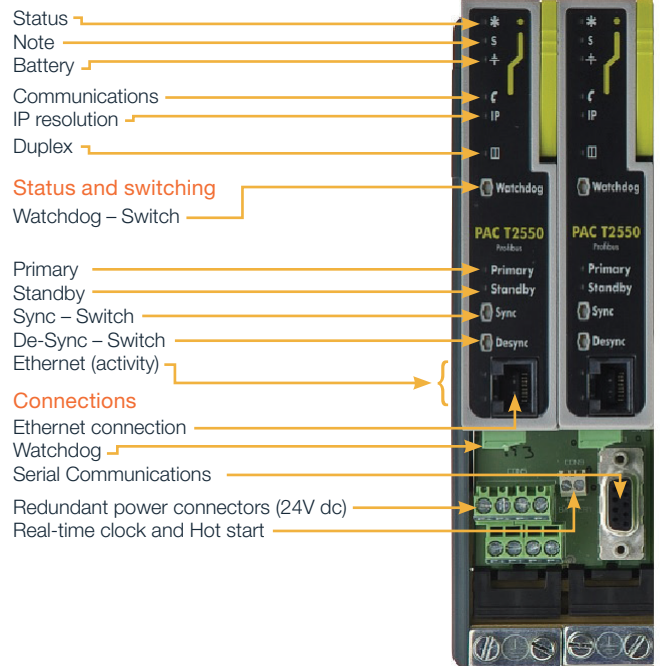 Status
Note
Battery
Communications
IP resolution
Duplex
Status and switching
Watchdog – Switch
Primary
Standby
Sync – Switch
De-Sync – Switch
Ethernet (activity)
Connections
Ethernet connection
Watchdog
Serial Communications
Redundant power connectors (24V dc)
Real-time clock and Hot start
S
IP
Watchdog
PAC T2550
Profibus
Primary
Standby
Sync
Desync
S
IP
Watchdog
PAC T2550
Profibus
Primary
Standby
Sync
Desync